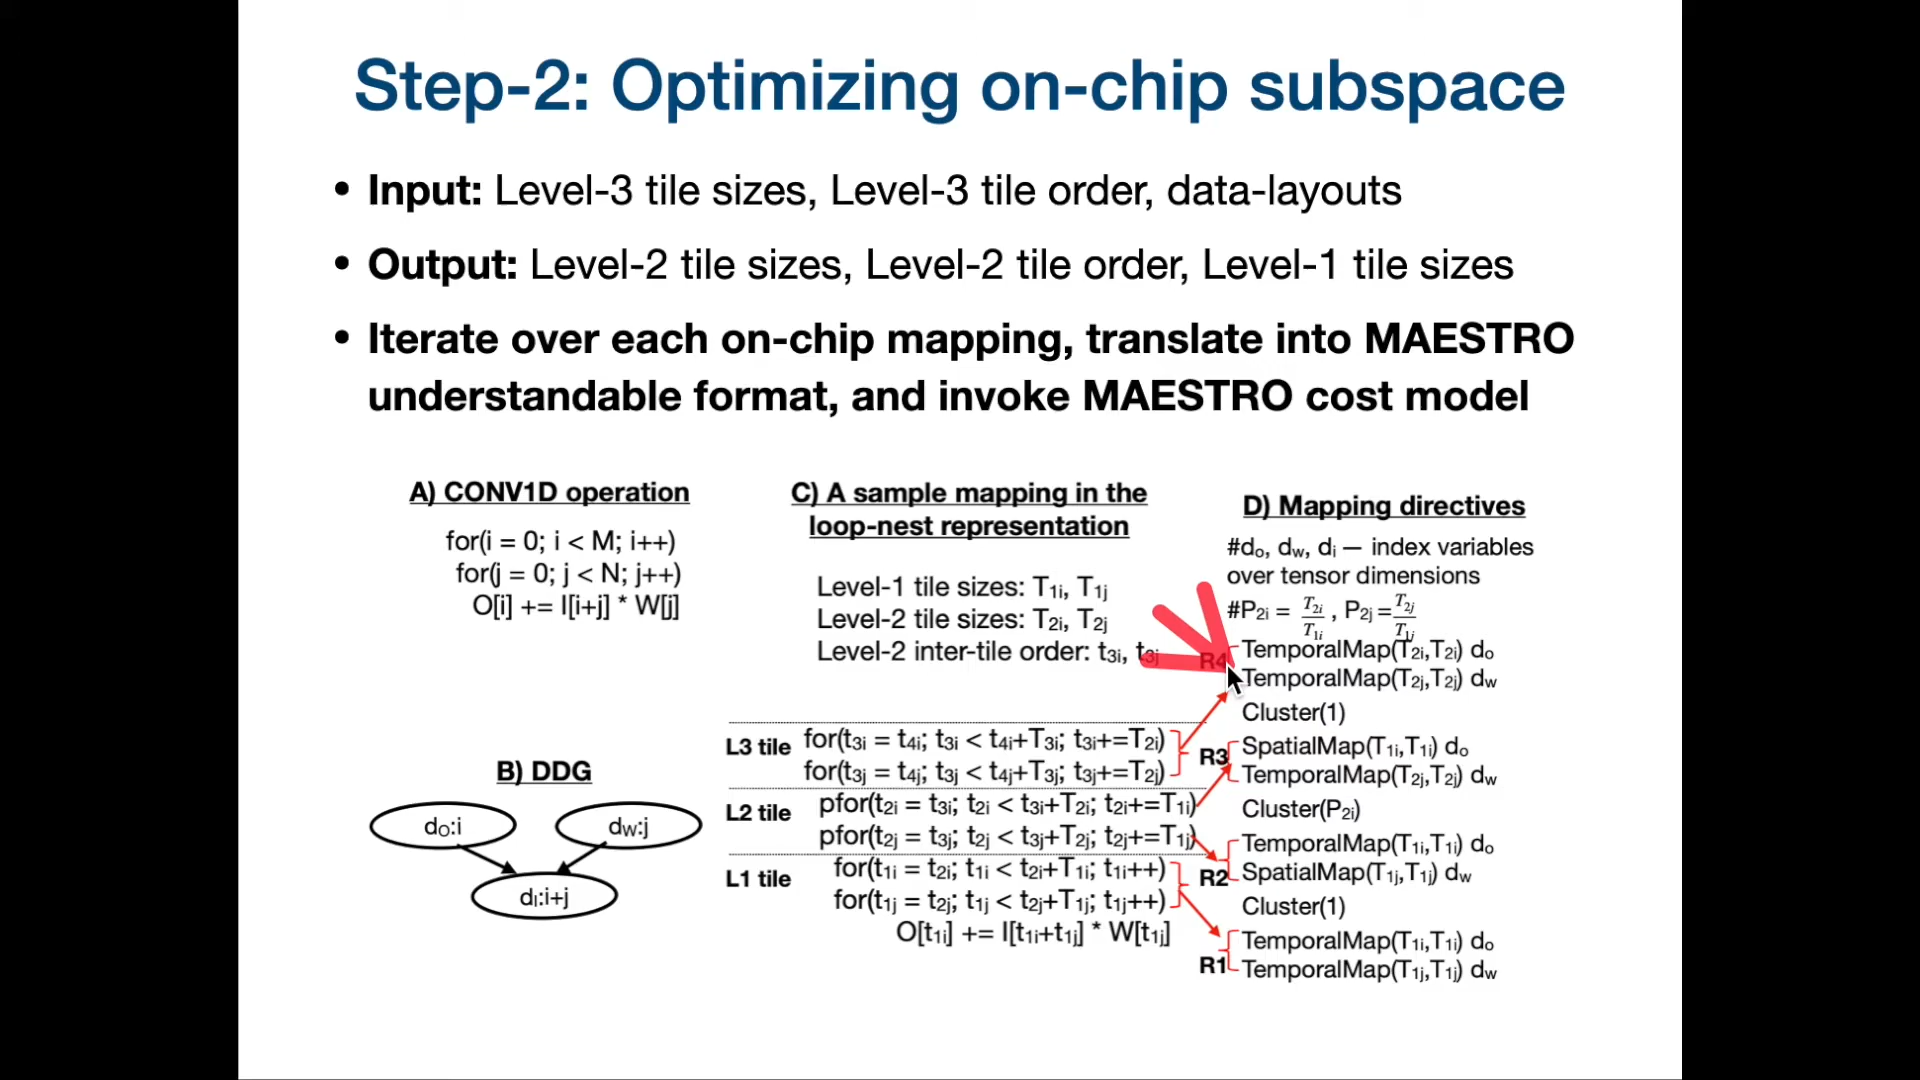 Step-2: Optimizing on-chip subspace
• Input: Level-3 tile sizes, Level-3 tile order, data-layouts
• Output: Level-2 tile sizes, Level-2 tile order, Level-1 tile sizes
• Iterate over each on-chip mapping, translate into MAESTRO
understandable format, and invoke MAESTRO cost model
A) CONV1D operation
for(i = 0; i < M; i++)
for(j = 0; j < N; j++)
O[i] += I[i+j] * W[j]
B) DDG
dO:i
dW:j
dI:i+j
C) A sample mapping in the
loop-nest representation
Level-1 tile sizes: T1i, T1j
Level-2 tile sizes: T2i, T2j
Level-2 inter-tile order: t3i, t3j
L3 tile for(t3i = t4i; t3i < t4i+T3i; t3i+=T2i)
for(t3j = t4j; t3j < t4j+T3j; t3j+=T2j)
L2 tile pfor(t2i = t3i; t2i < t3i+T2i; t2i+=T1i)
pfor(t2j = t3j; t2j < t3j+T2j; t2j+=T1j)
L1 tile for(t1i = t2i; t1i < t2i+T1i; t1i++)
for(t1j = t2j; t1j < t2j+T1j; t1j++)
O[t1i] += I[t1i+t1j] * W[t1j]
D) Mapping directives
#do, dw, di — index variables
over tensor dimensions
#P2i = T2i/T1i , P2j = T2j/T1j
R4 TemporalMap(T2i,T2i) do
TemporalMap(T2j,T2j) dw
Cluster(1)
R3 SpatialMap(T1i,T1i) do
TemporalMap(T2j,T2j) dw
Cluster(P2i)
TemporalMap(T1i,T1i) do
R2 SpatialMap(T1j,T1j) dw
Cluster(1)
TemporalMap(T1i,T1i) do
R1 TemporalMap(T1j,T1j) dw